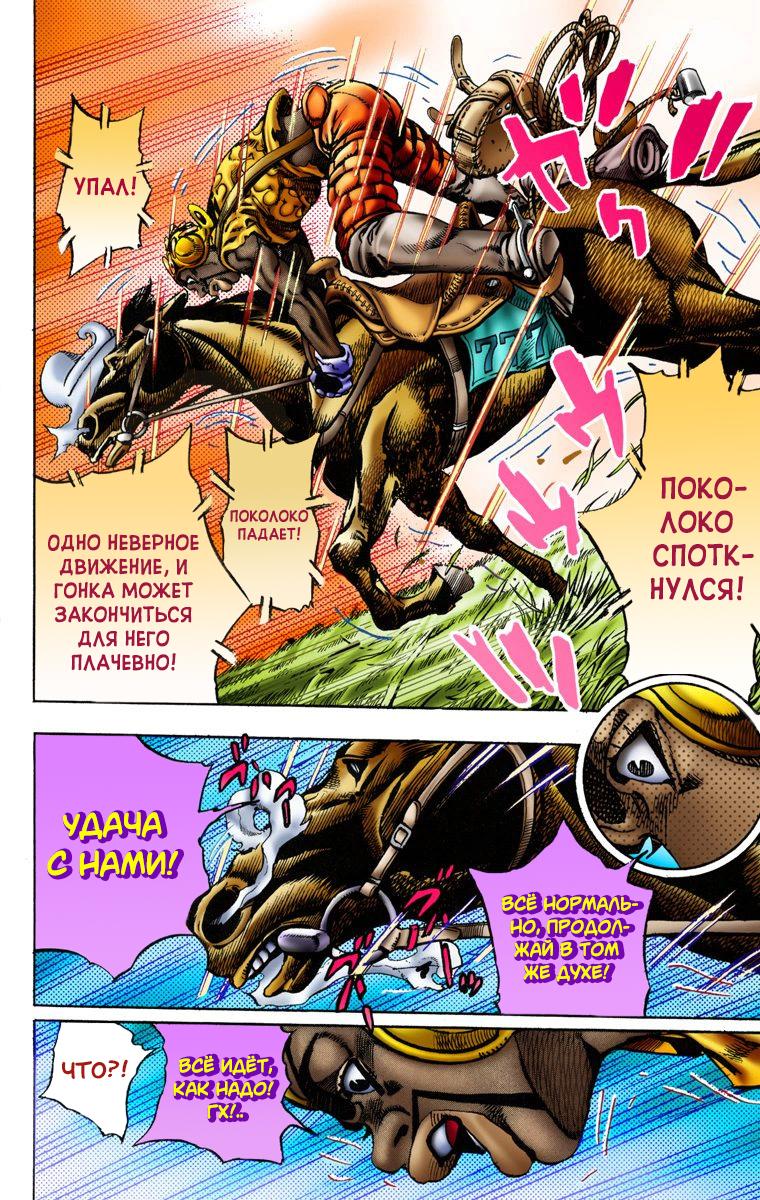 ПОКО-
ЛОКО
СПОТК-
НУЛСЯ!
УПАЛ!
777
ПОКОЛОКО
ПАДАЕТ!
ОДНО НЕВЕРНОЕ
ДВИЖЕНИЕ, И
ГОНКА МОЖЕТ
ЗАКОНЧИТЬСЯ
ДЛЯ НЕГО
ПЛАЧЕВНО!
ВСЁ НОРМАЛЬ-
НО, ПРОДОЛ-
ЖАЙ В ТОМ
ЖЕ ДУХЕ!
УДАЧА
С НАМИ!
ВСЁ ИДЁТ,
КАК НАДО!
ГХ!..
ЧТО?!